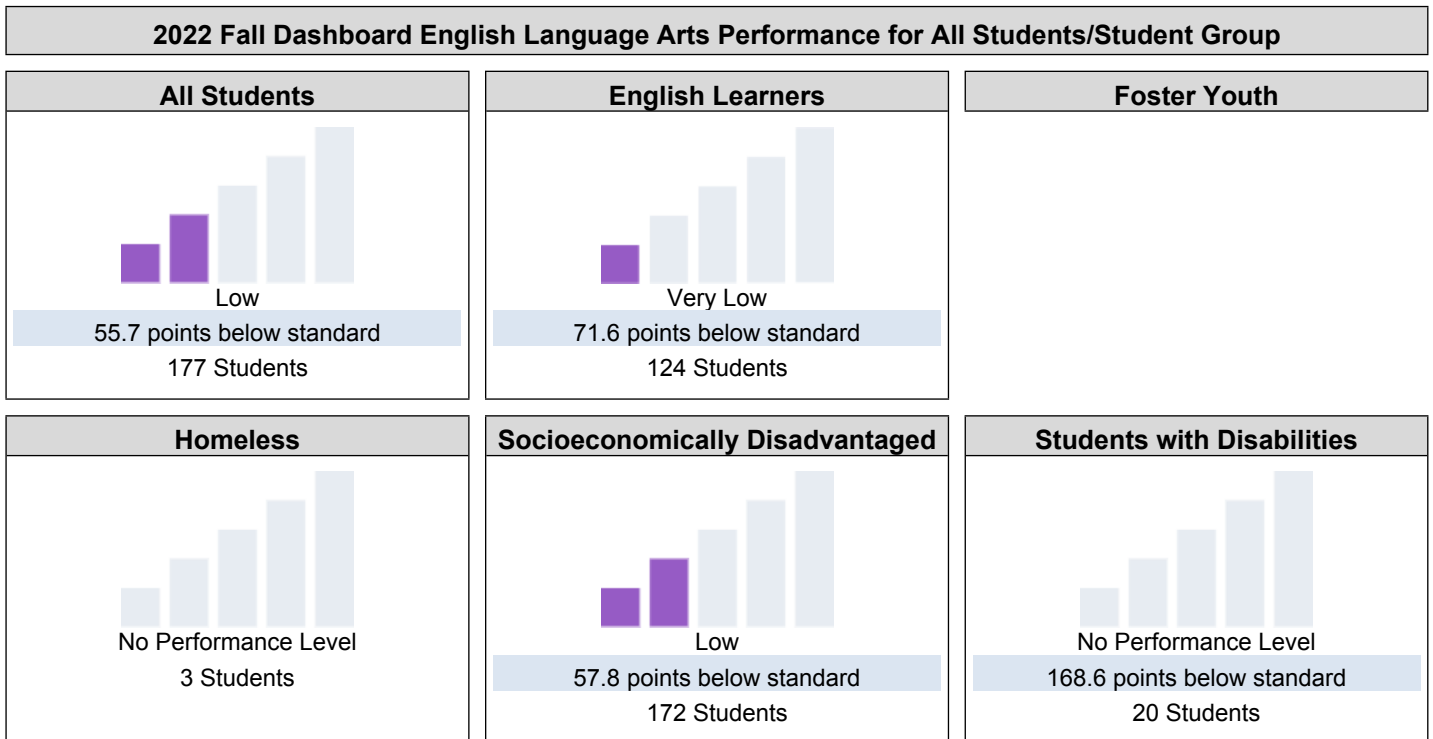 2022 Fall Dashboard English Language Arts Performance for All Students/Student Group
All Students
Low
55.7 points below standard
177 Students
English Learners
Very Low
71.6 points below standard
124 Students
Foster Youth
Homeless
No Performance Level
3 Students
Socioeconomically Disadvantaged
Low
57.8 points below standard
172 Students
Students with Disabilities
No Performance Level
168.6 points below standard
20 Students